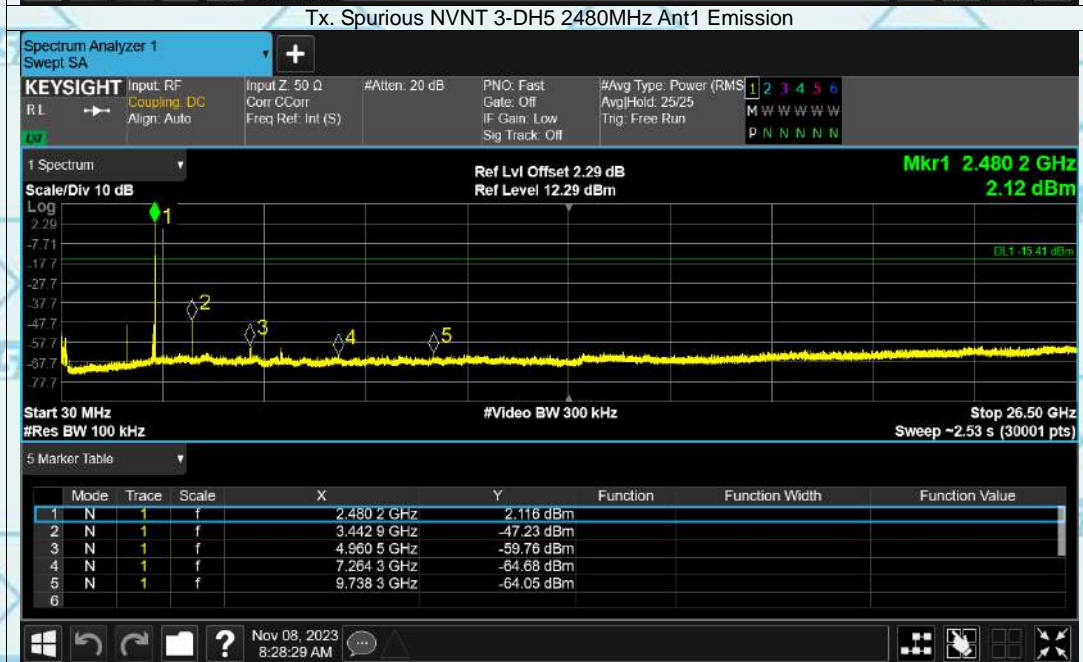 Tx. Spurious NVNT 3-DH5 2480MHz Ant1 Emission
Spectrum Analyzer 1
Swept SA
+
KEYSIGHT Input: RF Input Z: 50 Ω #Atten: 20 dB PNO: Fast #Avg Type: Power (RMS 1 2 3 4 5 6
RL Coupling: DC Corr CCorr Gate: Off Avg|Hold: 25/25 M W W W W W
Align: Auto Freq Ref: Int (S) IF Gain: Low Trig: Free Run
Sig Track: Off P N N N N N
LXI
1 Spectrum Ref Lvl Offset 2.29 dB Mkr1 2.480 2 GHz
Scale/Div 10 dB Ref Level 12.29 dBm 2.12 dBm
Log
1
2.29
-7.71
DL1 -15.41 dBm
-17.7
-27.7
-37.7
2
-47.7
3
4
5
-57.7
-67.7
-77.7
Start 30 MHz #Video BW 300 kHz Stop 26.50 GHz
#Res BW 100 kHz Sweep ~2.53 s (30001 pts)
5 Marker Table
Mode Trace Scale X Y Function Function Width Function Value
1 N 1 f 2.480 2 GHz 2.116 dBm
2 N 1 f 3.442 9 GHz -47.23 dBm
3 N 1 f 4.960 5 GHz -59.76 dBm
4 N 1 f 7.264 3 GHz -64.68 dBm
5 N 1 f 9.738 3 GHz -64.05 dBm
6
? Nov 08, 2023
8:28:29 AM